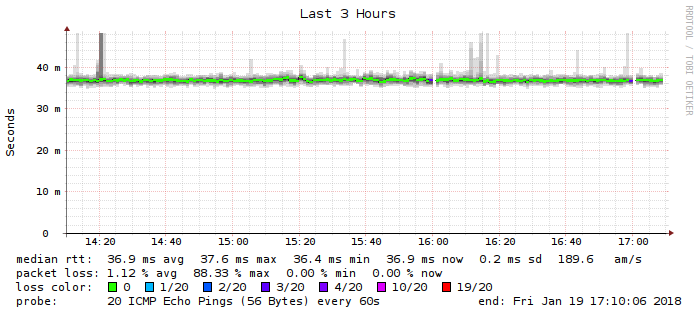 Last 3 Hours
RRDTOOL / TOBI OETIKER
Seconds
40 m
30 m
20 m
10 m
0
14:20 14:40 15:00 15:20 15:40 16:00 16:20 16:40 17:00
median rtt: 36.9 ms avg 37.6 ms max 36.4 ms min 36.9 ms now 0.2 ms sd 189.6 am/s
packet loss: 1.12 % avg 88.33 % max 0.00 % min 0.00 % now
loss color: 0 1/20 2/20 3/20 4/20 10/20 19/20
probe: 20 ICMP Echo Pings (56 Bytes) every 60s end: Fri Jan 19 17:10:06 2018